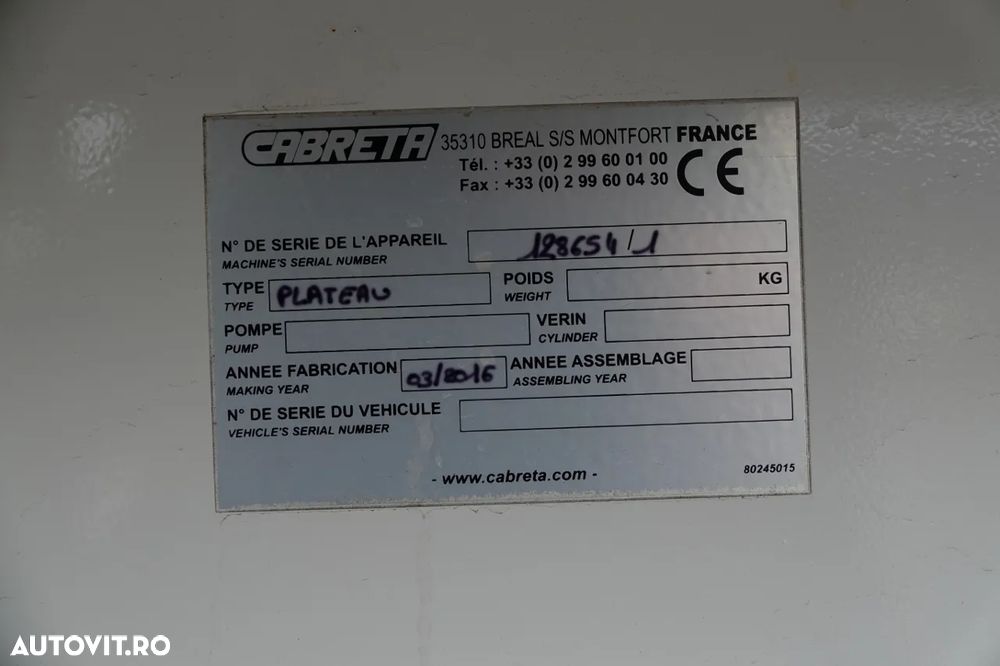 CABRETA 35310 BREAL S/S MONTFORT FRANCE
Tél. : +33 (0) 2 99 60 01 00
Fax : +33 (0) 2 99 60 04 30
CE
N° DE SERIE DE L'APPAREIL 128654/1
MACHINE'S SERIAL NUMBER
TYPE PLATEAU POIDS KG
TYPE WEIGHT
POMPE VERIN
PUMP CYLINDER
ANNEE FABRICATION 03/2016 ANNEE ASSEMBLAGE
MAKING YEAR ASSEMBLING YEAR
N° DE SERIE DU VEHICULE
VEHICLE'S SERIAL NUMBER
- www.cabreta.com - 80245015
AUTOVIT.RO